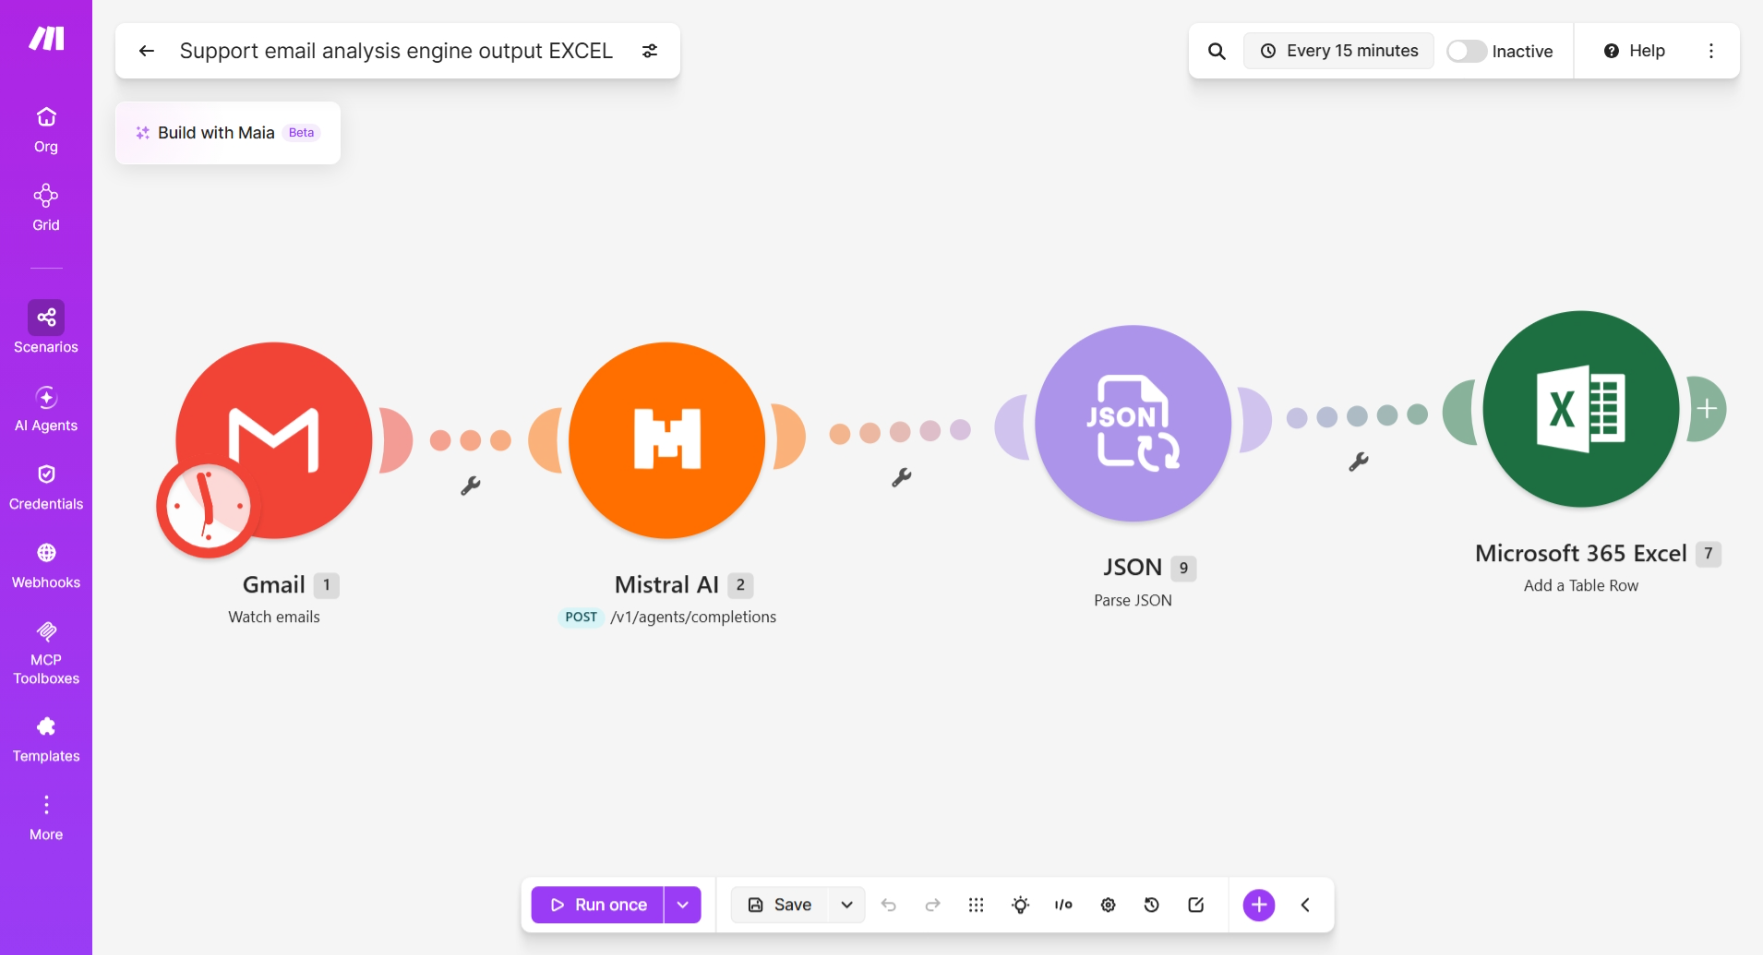 Support email analysis engine output EXCEL
Every 15 minutes
Inactive
Help
Build with Maia Beta
Org
Grid
Scenarios
AI Agents
Credentials
Webhooks
MCP
Toolboxes
Templates
More
JSON
Gmail 1
Watch emails
Mistral AI 2
POST /v1/agents/completions
JSON 9
Parse JSON
X
Microsoft 365 Excel 7
Add a Table Row
Run once
Save
I/O